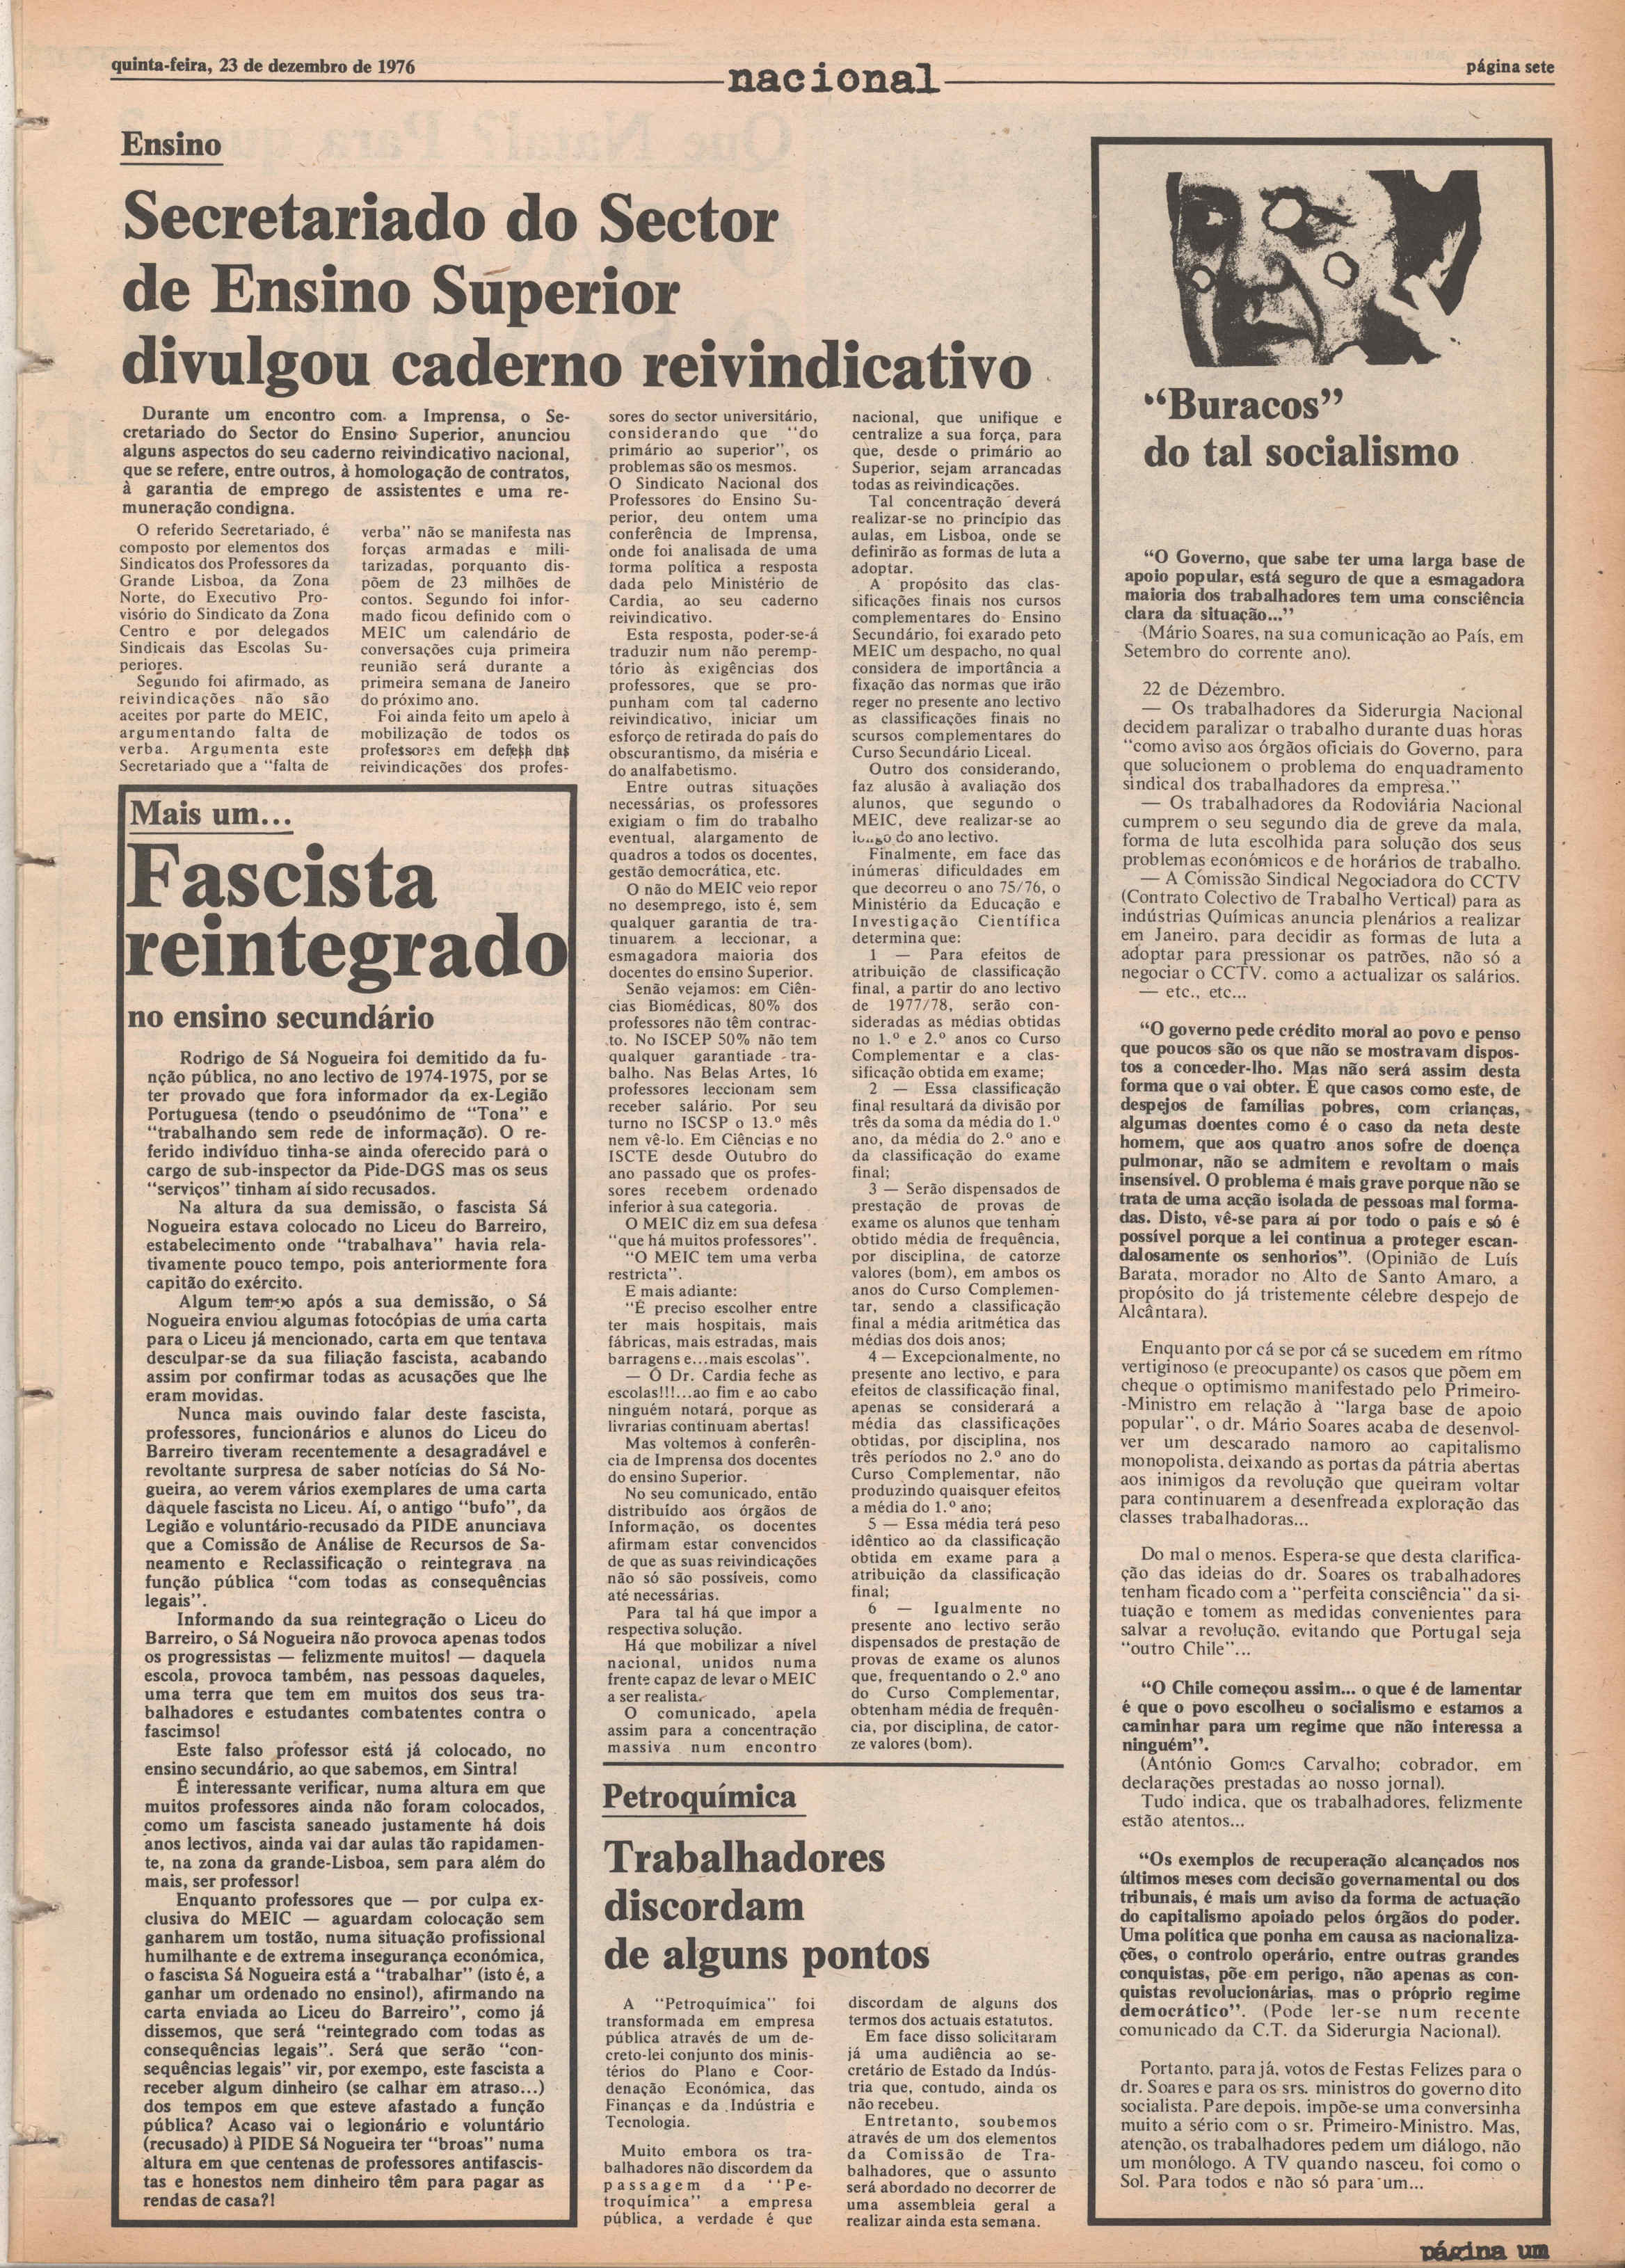 quinta-feira, 23 de dezembro de 1976
nacional
página sete
Ensino
Secretariado do Sector
de Ensino Superior
divulgou caderno reivindicativo
Durante um encontro com a Imprensa, o Se-
cretariado do Sector do Ensino Superior, anunciou
alguns aspectos do seu caderno reivindicativo nacional,
que se refere, entre outros, à homologação de contratos,
à garantia de emprego de assistentes e uma re-
muneração condigna.
O referido Secretariado, é
composto por elementos dos
Sindicatos dos Professores da
Grande Lisboa, da Zona
Norte, do Executivo Pro-
visório do Sindicato da Zona
Centro e por delegados
Sindicais das Escolas Su-
periores.
Segundo foi afirmado, as
reivindicações não são
aceites por parte do MEIC,
argumentando falta de
verba. Argumenta este
Secretariado que a "falta de
verba" não se manifesta nas
forças armadas e mili-
tarizadas, porquanto dis-
põem de 23 milhões de
contos. Segundo foi infor-
mado ficou definido com o
MEIC um calendário de
conversações cuja primeira
reunião será durante a
primeira semana de Janeiro
do próximo ano.
Foi ainda feito um apelo à
mobilização de todos os
professores em defesa das
reivindicações dos profes-
sores do sector universitário,
considerando que "do
primário ao superior", os
problemas são os mesmos.
O Sindicato Nacional dos
Professores do Ensino Su-
perior, deu ontem uma
conferência de Imprensa,
onde foi analisada de uma
torma política a resposta
dada pelo Ministério de
Cardia, ao seu caderno
reivindicativo.
Esta resposta, poder-se-á
traduzir num não peremp-
tório às exigências dos
professores, que se pro-
punham com tal caderno
reivindicativo, iniciar um
esforço de retirada do país do
obscurantismo, da miséria e
do analfabetismo.
Entre outras situações
necessárias, os professores
exigiam o fim do trabalho
eventual, alargamento de
quadros a todos os docentes,
gestão democrática, etc.
O não do MEIC veio repor
no desemprego, isto é, sem
qualquer garantia de tra-
tinuarem a leccionar, a
esmagadora maioria dos
docentes do ensino Superior.
Senão vejamos: em Ciên-
cias Biomédicas, 80% dos
professores não têm contrac-
to. No ISCEP 50% não tem
qualquer garantiade - tra-
balho. Nas Belas Artes, 16
professores leccionam sem
receber salário. Por seu
turno no ISCSP o 13.º mês
nem vê-lo. Em Ciências e no
ISCTE desde Outubro do
ano passado que os profes-
sores recebem ordenado
inferior à sua categoria.
O MEIC diz em sua defesa
"que há muitos professores".
"O MEIC tem uma verba
restricta".
E mais adiante:
"É preciso escolher entre
ter mais hospitais, mais
fábricas, mais estradas, mais
barragens e...mais escolas".
— O Dr. Cardia feche as
escolas!!!...ao fim e ao cabo
ninguém notará, porque as
livrarias continuam abertas!
Mas voltemos à conferên-
cia de Imprensa dos docentes
do ensino Superior.
No seu comunicado, então
distribuído aos órgãos de
Informação, os docentes
afirmam estar convencidos
de que as suas reivindicações
não só são possíveis, como
até necessárias.
Para tal há que impor a
respectiva solução.
Há que mobilizar a nível
nacional, unidos numa
frente capaz de levar o MEIC
a ser realista.
O comunicado, apela
assim para a concentração
massiva num encontro
nacional, que unifique e
centralize a sua força, para
que, desde o primário ao
Superior, sejam arrancadas
todas as reivindicações.
Tal concentração deverá
realizar-se no princípio das
aulas, em Lisboa, onde se
definirão as formas de luta a
adoptar.
A propósito das clas-
sificações finais nos cursos
complementares do Ensino
Secundário, foi exarado peto
MEIC um despacho, no qual
considera de importância a
fixação das normas que irão
reger no presente ano lectivo
as classificações finais no
scursos complementares do
Curso Secundário Liceal.
Outro dos considerando,
faz alusão à avaliação dos
alunos, que segundo o
MEIC, deve realizar-se ao
longo do ano lectivo.
Finalmente, em face das
inúmeras dificuldades em
que decorreu o ano 75/76, o
Ministério da Educação e
Investigação Científica
determina que:
1 — Para efeitos de
atribuição de classificação
final, a partir do ano lectivo
de 1977/78, serão con-
sideradas as médias obtidas
no 1.º e 2.º anos co Curso
Complementar e a clas-
sificação obtida em exame;
2 — Essa classificação
final resultará da divisão por
três da soma da média do 1.º
ano, da média do 2.º ano e
da classificação do exame
final;
3 — Serão dispensados de
prestação de provas de
exame os alunos que tenham
obtido média de frequência,
por disciplina, de catorze
valores (bom), em ambos os
anos do Curso Complemen-
tar, sendo a classificação
final a média aritmética das
médias dos dois anos;
4 — Excepcionalmente, no
presente ano lectivo, e para
efeitos de classificação final,
apenas se considerará a
média das classificações
obtidas, por disciplina, nos
três períodos no 2.º ano do
Curso Complementar, não
produzindo quaisquer efeitos
a média do 1.º ano;
5 — Essa média terá peso
idêntico ao da classificação
obtida em exame para a
atribuição da classificação
final;
6 — Igualmente no
presente ano lectivo serão
dispensados de prestação de
provas de exame os alunos
que, frequentando o 2.º ano
do Curso Complementar,
obtenham média de frequên-
cia, por disciplina, de cator-
ze valores (bom).
Mais um...
Fascista
reintegrado
no ensino secundário
Rodrigo de Sá Nogueira foi demitido da fu-
nção pública, no ano lectivo de 1974-1975, por se
ter provado que fora informador da ex-Legião
Portuguesa (tendo o pseudónimo de "Tona" e
"trabalhando sem rede de informação). O re-
ferido indivíduo tinha-se ainda oferecido para o
cargo de sub-inspector da Pide-DGS mas os seus
"serviços" tinham aí sido recusados.
Na altura da sua demissão, o fascista Sá
Nogueira estava colocado no Liceu do Barreiro,
estabelecimento onde "trabalhava" havia rela-
tivamente pouco tempo, pois anteriormente fora
capitão do exército.
Algum tempo após a sua demissão, o Sá
Nogueira enviou algumas fotocópias de uma carta
para o Liceu já mencionado, carta em que tentava
desculpar-se da sua filiação fascista, acabando
assim por confirmar todas as acusações que lhe
eram movidas.
Nunca mais ouvindo falar deste fascista,
professores, funcionários e alunos do Liceu do
Barreiro tiveram recentemente a desagradável e
revoltante surpresa de saber notícias do Sá No-
gueira, ao verem vários exemplares de uma carta
daquele fascista no Liceu. Aí, o antigo "bufo", da
Legião e voluntário-recusado da PIDE anunciava
que a Comissão de Análise de Recursos de Sa-
neamento e Reclassificação o reintegrava na
função pública "com todas as consequências
legais".
Informando da sua reintegração o Liceu do
Barreiro, o Sá Nogueira não provoca apenas todos
os progressistas — felizmente muitos! — daquela
escola, provoca também, nas pessoas daqueles,
uma terra que tem em muitos dos seus tra-
balhadores e estudantes combatentes contra o
fascimso!
Este falso professor está já colocado, no
ensino secundário, ao que sabemos, em Sintra!
É interessante verificar, numa altura em que
muitos professores ainda não foram colocados,
como um fascista saneado justamente há dois
anos lectivos, ainda vai dar aulas tão rapidamen-
te, na zona da grande-Lisboa, sem para além do
mais, ser professor!
Enquanto professores que — por culpa ex-
clusiva do MEIC — aguardam colocação sem
ganharem um tostão, numa situação profissional
humilhante e de extrema insegurança económica,
o fascista Sá Nogueira está a "trabalhar" (isto é, a
ganhar um ordenado no ensino!), afirmando na
carta enviada ao Liceu do Barreiro", como já
dissemos, que será "reintegrado com todas as
consequências legais". Será que serão "con-
sequências legais" vir, por exempo, este fascista a
receber algum dinheiro (se calhar em atraso...)
dos tempos em que esteve afastado a função
pública? Acaso vai o legionário e voluntário
(recusado) à PIDE Sá Nogueira ter "broas" numa
altura em que centenas de professores antifascis-
tas e honestos nem dinheiro têm para pagar as
rendas de casa?!
Petroquímica
Trabalhadores
discordam
de alguns pontos
A "Petroquímica" foi
transformada em empresa
pública através de um de-
creto-lei conjunto dos minis-
térios do Plano e Coor-
denação Económica, das
Finanças e da Indústria e
Tecnologia.
Muito embora os tra-
balhadores não discordem da
passagem da "Pe-
troquímica" a empresa
pública, a verdade é que
discordam de alguns dos
termos dos actuais estatutos.
Em face disso solicitaram
já uma audiência ao se-
cretário de Estado da Indús-
tria que, contudo, ainda os
não recebeu.
Entretanto, soubemos
através de um dos elementos
da Comissão de Tra-
balhadores, que o assunto
será abordado no decorrer de
uma assembleia geral a
realizar ainda esta semana.
"Buracos"
do tal socialismo
"O Governo, que sabe ter uma larga base de
apoio popular, está seguro de que a esmagadora
maioria dos trabalhadores tem uma consciência
clara da situação..."
(Mário Soares, na sua comunicação ao País, em
Setembro do corrente ano).
22 de Dezembro.
— Os trabalhadores da Siderurgia Nacional
decidem paralizar o trabalho durante duas horas
"como aviso aos órgãos oficiais do Governo, para
que solucionem o problema do enquadramento
sindical dos trabalhadores da empresa."
— Os trabalhadores da Rodoviária Nacional
cumprem o seu segundo dia de greve da mala,
forma de luta escolhida para solução dos seus
problemas económicos e de horários de trabalho.
— A Comissão Sindical Negociadora do CCTV
(Contrato Colectivo de Trabalho Vertical) para as
indústrias Químicas anuncia plenários a realizar
em Janeiro, para decidir as formas de luta a
adoptar para pressionar os patrões, não só a
negociar o CCTV, como a actualizar os salários.
— etc., etc...
"O governo pede crédito moral ao povo e penso
que poucos são os que não se mostravam dispos-
tos a conceder-lho. Mas não será assim desta
forma que o vai obter. É que casos como este, de
despejos de famílias pobres, com crianças,
algumas doentes como é o caso da neta deste
homem, que aos quatro anos sofre de doença
pulmonar, não se admitem e revoltam o mais
insensível. O problema é mais grave porque não se
trata de uma acção isolada de pessoas mal forma-
das. Disto, vê-se para aí por todo o país e só é
possível porque a lei continua a proteger escan-
dalosamente os senhorios". (Opinião de Luís
Barata, morador no Alto de Santo Amaro, a
propósito do já tristemente célebre despejo de
Alcântara).
Enquanto por cá se por cá se sucedem em rítmo
vertiginoso (e preocupante) os casos que põem em
cheque o optimismo manifestado pelo Primeiro-
-Ministro em relação à "larga base de apoio
popular", o dr. Mário Soares acaba de desenvol-
ver um descarado namoro ao capitalismo
monopolista, deixando as portas da pátria abertas
aos inimigos da revolução que queiram voltar
para continuarem a desenfreada exploração das
classes trabalhadoras...
Do mal o menos. Espera-se que desta clarifica-
ção das ideias do dr. Soares os trabalhadores
tenham ficado com a "perfeita consciência" da si-
tuação e tomem as medidas convenientes para
salvar a revolução, evitando que Portugal seja
"outro Chile"...
"O Chile começou assim... o que é de lamentar
é que o povo escolheu o socialismo e estamos a
caminhar para um regime que não interessa a
ninguém".
(António Gomes Carvalho; cobrador, em
declarações prestadas ao nosso jornal).
Tudo indica, que os trabalhadores, felizmente
estão atentos...
"Os exemplos de recuperação alcançados nos
últimos meses com decisão governamental ou dos
tribunais, é mais um aviso da forma de actuação
do capitalismo apoiado pelos órgãos do poder.
Uma política que ponha em causa as nacionaliza-
ções, o controlo operário, entre outras grandes
conquistas, põe em perigo, não apenas as con-
quistas revolucionárias, mas o próprio regime
democrático". (Pode ler-se num recente
comunicado da C.T. da Siderurgia Nacional).
Portanto, para já, votos de Festas Felizes para o
dr. Soares e para os srs. ministros do governo dito
socialista. Pare depois, impõe-se uma conversinha
muito a sério com o sr. Primeiro-Ministro. Mas,
atenção, os trabalhadores pedem um diálogo, não
um monólogo. A TV quando nasceu, foi como o
Sol. Para todos e não só para um...
página um